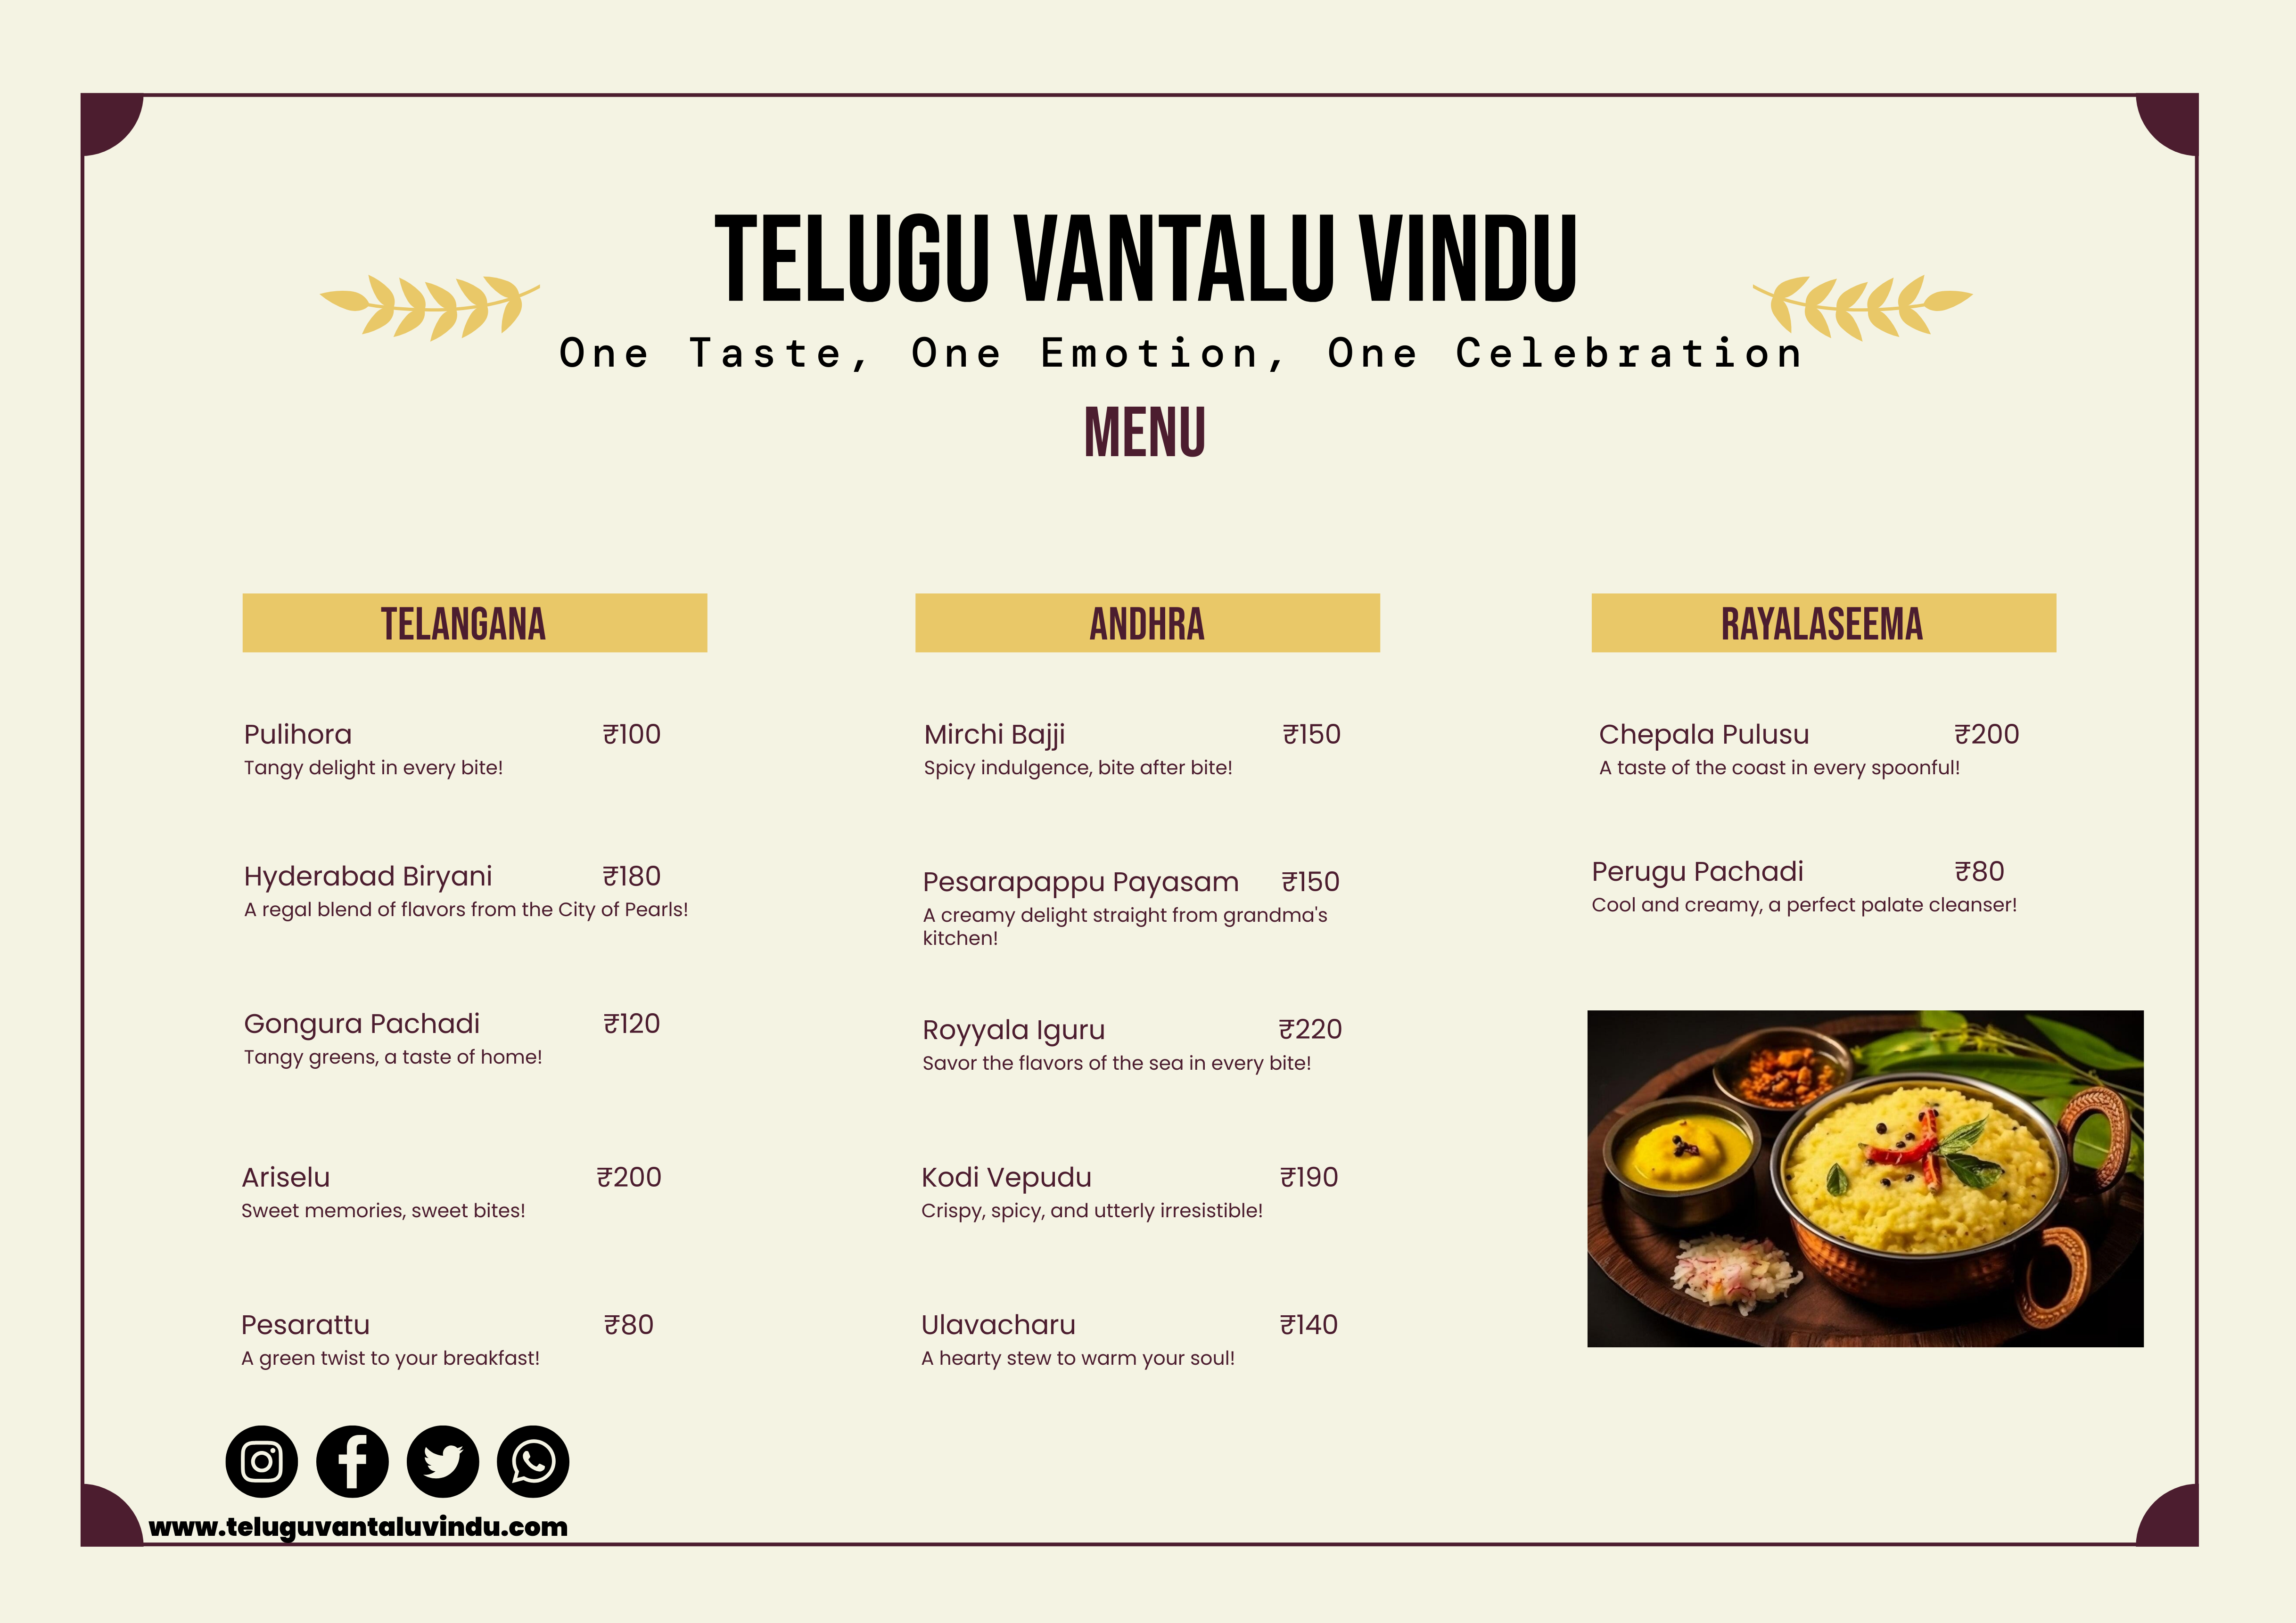 TELUGU VANTALU VINDU
One Taste, One Emotion, One Celebration
MENU
TELANGANA
Pulihora ₹100
Tangy delight in every bite!
Hyderabad Biryani ₹180
A regal blend of flavors from the City of Pearls!
Gongura Pachadi ₹120
Tangy greens, a taste of home!
Ariselu ₹200
Sweet memories, sweet bites!
Pesarattu ₹80
A green twist to your breakfast!
ANDHRA
Mirchi Bajji ₹150
Spicy indulgence, bite after bite!
Pesarapappu Payasam ₹150
A creamy delight straight from grandma's
kitchen!
Royyala Iguru ₹220
Savor the flavors of the sea in every bite!
Kodi Vepudu ₹190
Crispy, spicy, and utterly irresistible!
Ulavacharu ₹140
A hearty stew to warm your soul!
RAYALASEEMA
Chepala Pulusu ₹200
A taste of the coast in every spoonful!
Perugu Pachadi ₹80
Cool and creamy, a perfect palate cleanser!
www.teluguvantaluvindu.com